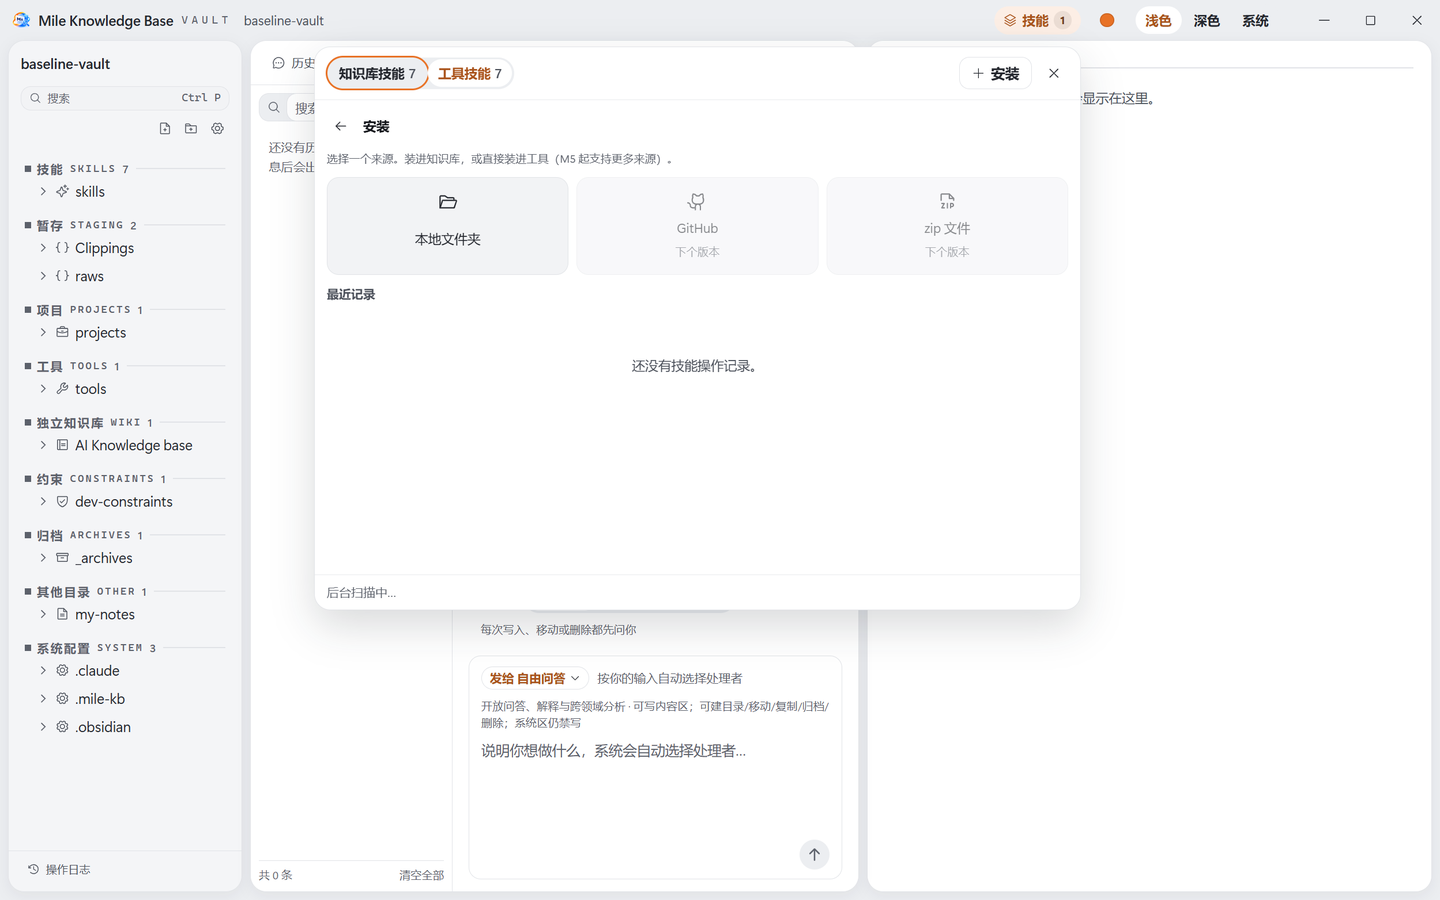 Mile Knowledge Base VAULT baseline-vault
技能 1
浅色 深色 系统
baseline-vault
搜索 Ctrl P
技能 SKILLS 7
skills
暂存 STAGING 2
Clippings
raws
项目 PROJECTS 1
projects
工具 TOOLS 1
tools
独立知识库 WIKI 1
AI Knowledge base
约束 CONSTRAINTS 1
dev-constraints
归档 ARCHIVES 1
_archives
其他目录 OTHER 1
my-notes
系统配置 SYSTEM 3
.claude
.mile-kb
.obsidian
操作日志
历史
搜索
还没有历
息后会出
共 0 条 清空全部
知识库技能 7 工具技能 7
安装
安装
选择一个来源。装进知识库，或直接装进工具（M5 起支持更多来源）。
本地文件夹
GitHub
下个版本
ZIP
zip 文件
下个版本
最近记录
还没有技能操作记录。
后台扫描中...
每次写入、移动或删除都先问你
发给 自由问答 按你的输入自动选择处理者
开放问答、解释与跨领域分析 · 可写内容区；可建目录/移动/复制/归档/
删除；系统区仍禁写
说明你想做什么，系统会自动选择处理者...
显示在这里。